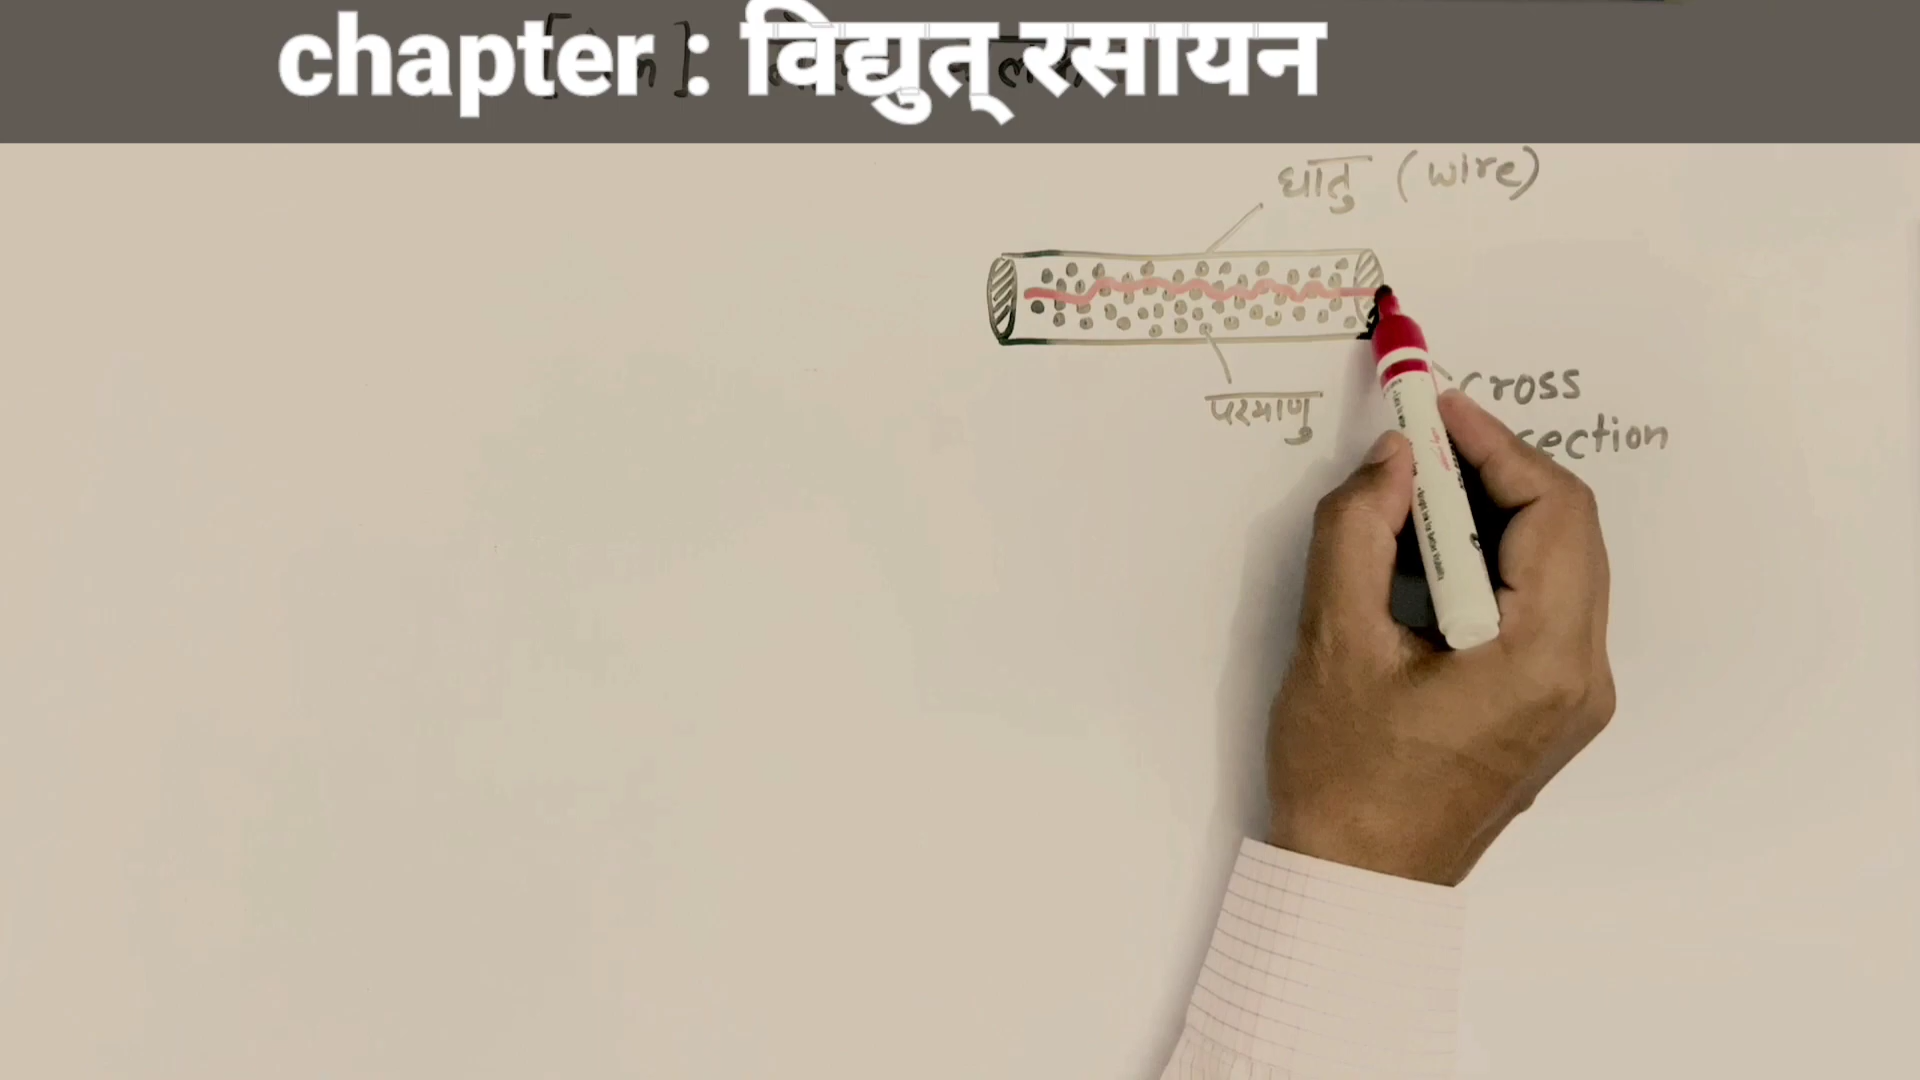 chapter : विद्युत् रसायन
धातु (wire)
परमाणु
cross
section